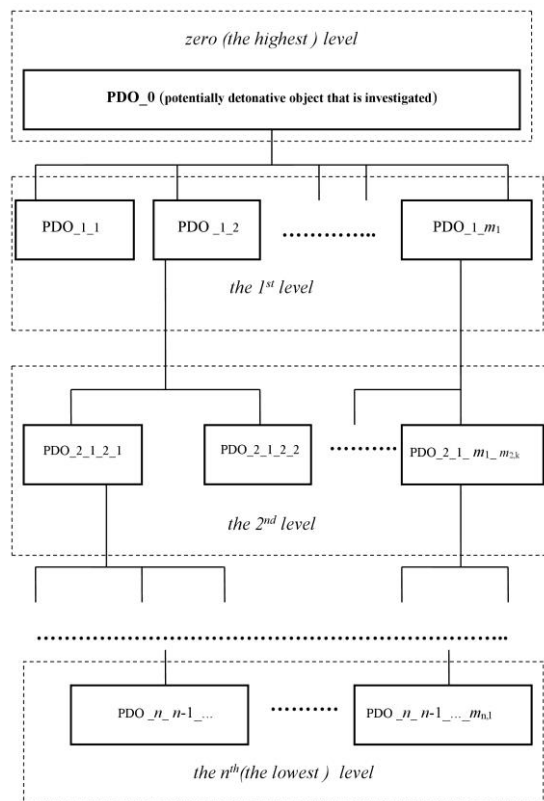 zero (the highest ) level
PDO_0 (potentially detonative object that is investigated)
PDO_1_1
PDO _1_2
…………...
PDO_1_m₁
the 1ˢᵗ level
PDO_2_1_2_1
PDO_2_1_2_2
…………
PDO_2_1_ m₁_ m₂,ₖ
the 2ⁿᵈ level
……………………………………………………………...
PDO _n_ n-1_...
…………
PDO _n_ n-1_..._mₙ,ₗ
the nᵗʰ(the lowest ) level